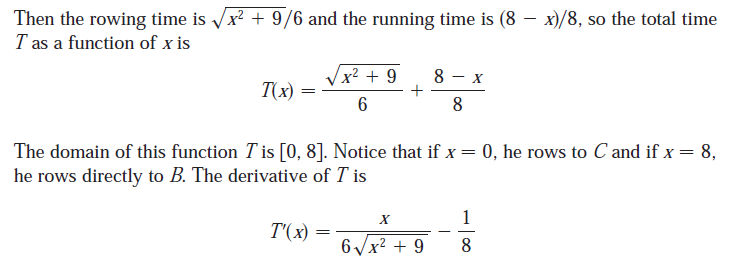 Then the rowing time is √(x² + 9)/6 and the running time is (8 − x)/8, so the total time
T as a function of x is
T(x) = √(x² + 9)/6 + (8 − x)/8
The domain of this function T is [0, 8]. Notice that if x = 0, he rows to C and if x = 8,
he rows directly to B. The derivative of T is
T′(x) = x/(6√(x² + 9)) − 1/8